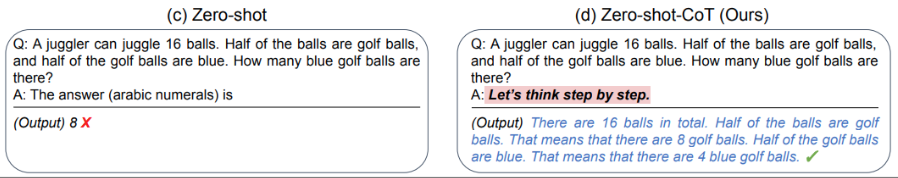 (c) Zero-shot
Q: A juggler can juggle 16 balls. Half of the balls are golf balls,
and half of the golf balls are blue. How many blue golf balls are
there?
A: The answer (arabic numerals) is
(Output) 8 X
(d) Zero-shot-CoT (Ours)
Q: A juggler can juggle 16 balls. Half of the balls are golf balls,
and half of the golf balls are blue. How many blue golf balls are
there?
A: Let’s think step by step.
(Output) There are 16 balls in total. Half of the balls are golf
balls. That means that there are 8 golf balls. Half of the golf balls
are blue. That means that there are 4 blue golf balls. ✓